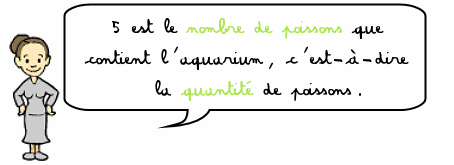 5 est le nombre de poissons que
contient l'aquarium, c'est-à-dire
la quantité de poissons.